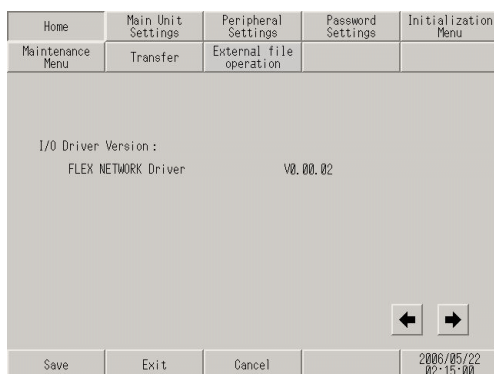 Home
Main Unit
Settings
Peripheral
Settings
Password
Settings
Initialization
Menu
Maintenance
Menu
Transfer
External file
operation
I/O Driver Version :
FLEX NETWORK Driver V0.00.02
Save
Exit
Cancel
2006/05/22
02:15:00